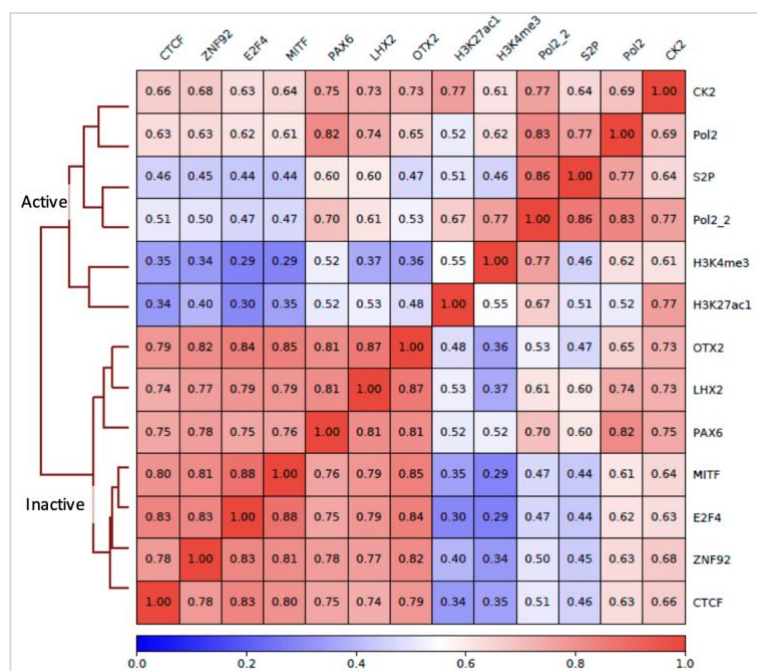 CTCF ZNF92 E2F4 MITF PAX6 LHX2 OTX2 H3K27ac1 H3K4me3 Pol2_2 S2P Pol2 CK2
0.66 0.68 0.63 0.64 0.75 0.73 0.73 0.77 0.61 0.77 0.64 0.69 1.00 CK2
0.63 0.63 0.62 0.61 0.82 0.74 0.65 0.52 0.62 0.83 0.77 1.00 0.69 Pol2
0.46 0.45 0.44 0.44 0.60 0.60 0.47 0.51 0.46 0.86 1.00 0.77 0.64 S2P
Active
0.51 0.50 0.47 0.47 0.70 0.61 0.53 0.67 0.77 1.00 0.86 0.83 0.77 Pol2_2
0.35 0.34 0.29 0.29 0.52 0.37 0.36 0.55 1.00 0.77 0.46 0.62 0.61 H3K4me3
0.34 0.40 0.30 0.35 0.52 0.53 0.48 1.00 0.55 0.67 0.51 0.52 0.77 H3K27ac1
0.79 0.82 0.84 0.85 0.81 0.87 1.00 0.48 0.36 0.53 0.47 0.65 0.73 OTX2
0.74 0.77 0.79 0.79 0.81 1.00 0.87 0.53 0.37 0.61 0.60 0.74 0.73 LHX2
0.75 0.78 0.75 0.76 1.00 0.81 0.81 0.52 0.52 0.70 0.60 0.82 0.75 PAX6
0.80 0.81 0.88 1.00 0.76 0.79 0.85 0.35 0.29 0.47 0.44 0.61 0.64 MITF
Inactive
0.83 0.83 1.00 0.88 0.75 0.79 0.84 0.30 0.29 0.47 0.44 0.62 0.63 E2F4
0.78 1.00 0.83 0.81 0.78 0.77 0.82 0.40 0.34 0.50 0.45 0.63 0.68 ZNF92
1.00 0.78 0.83 0.80 0.75 0.74 0.79 0.34 0.35 0.51 0.46 0.63 0.66 CTCF
0.0 0.2 0.4 0.6 0.8 1.0